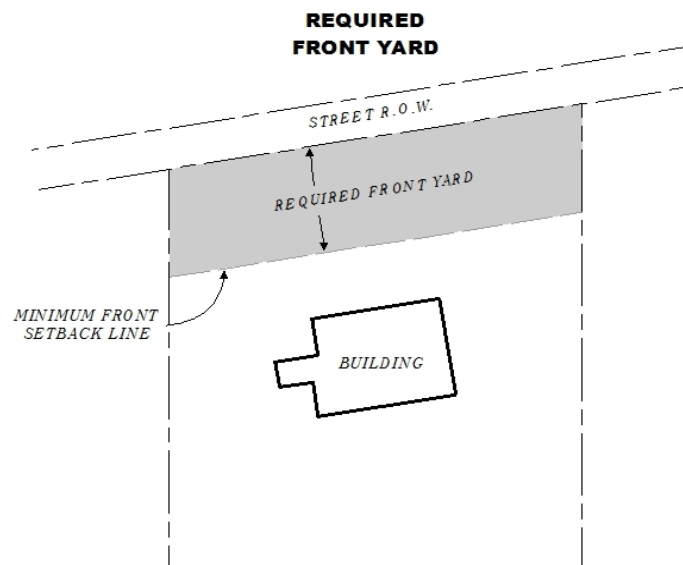 REQUIRED
FRONT YARD
STREET R.O.W.
REQUIRED FRONT YARD
MINIMUM FRONT
SETBACK LINE
BUILDING